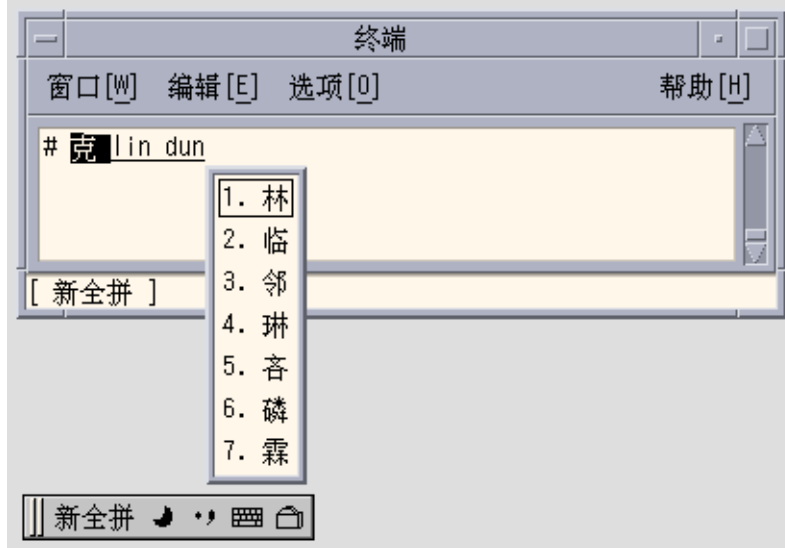 终端
窗口[W] 编辑[E] 选项[O] 帮助[H]
# 克 lin dun
1. 林
2. 临
3. 邻
4. 琳
5. 吝
6. 磷
7. 霖
[ 新全拼 ]
新全拼